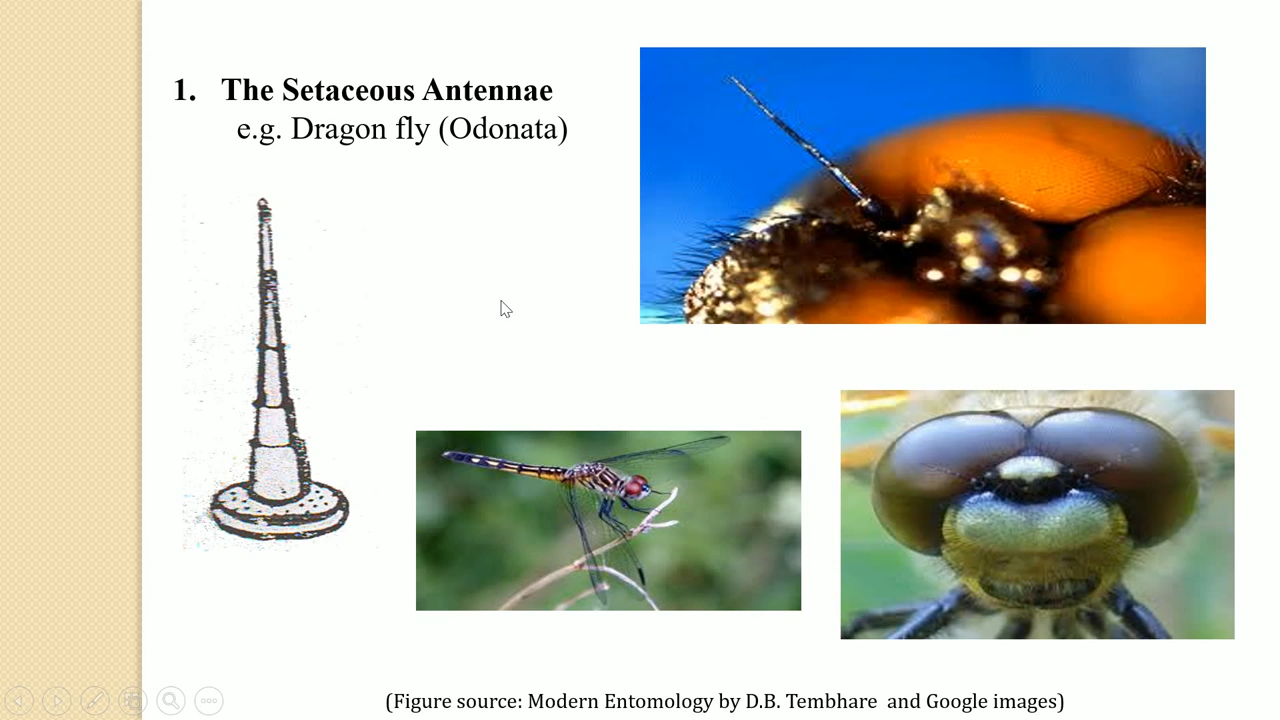 1. The Setaceous Antennae
e.g. Dragon fly (Odonata)
(Figure source: Modern Entomology by D.B. Tembhare and Google images)